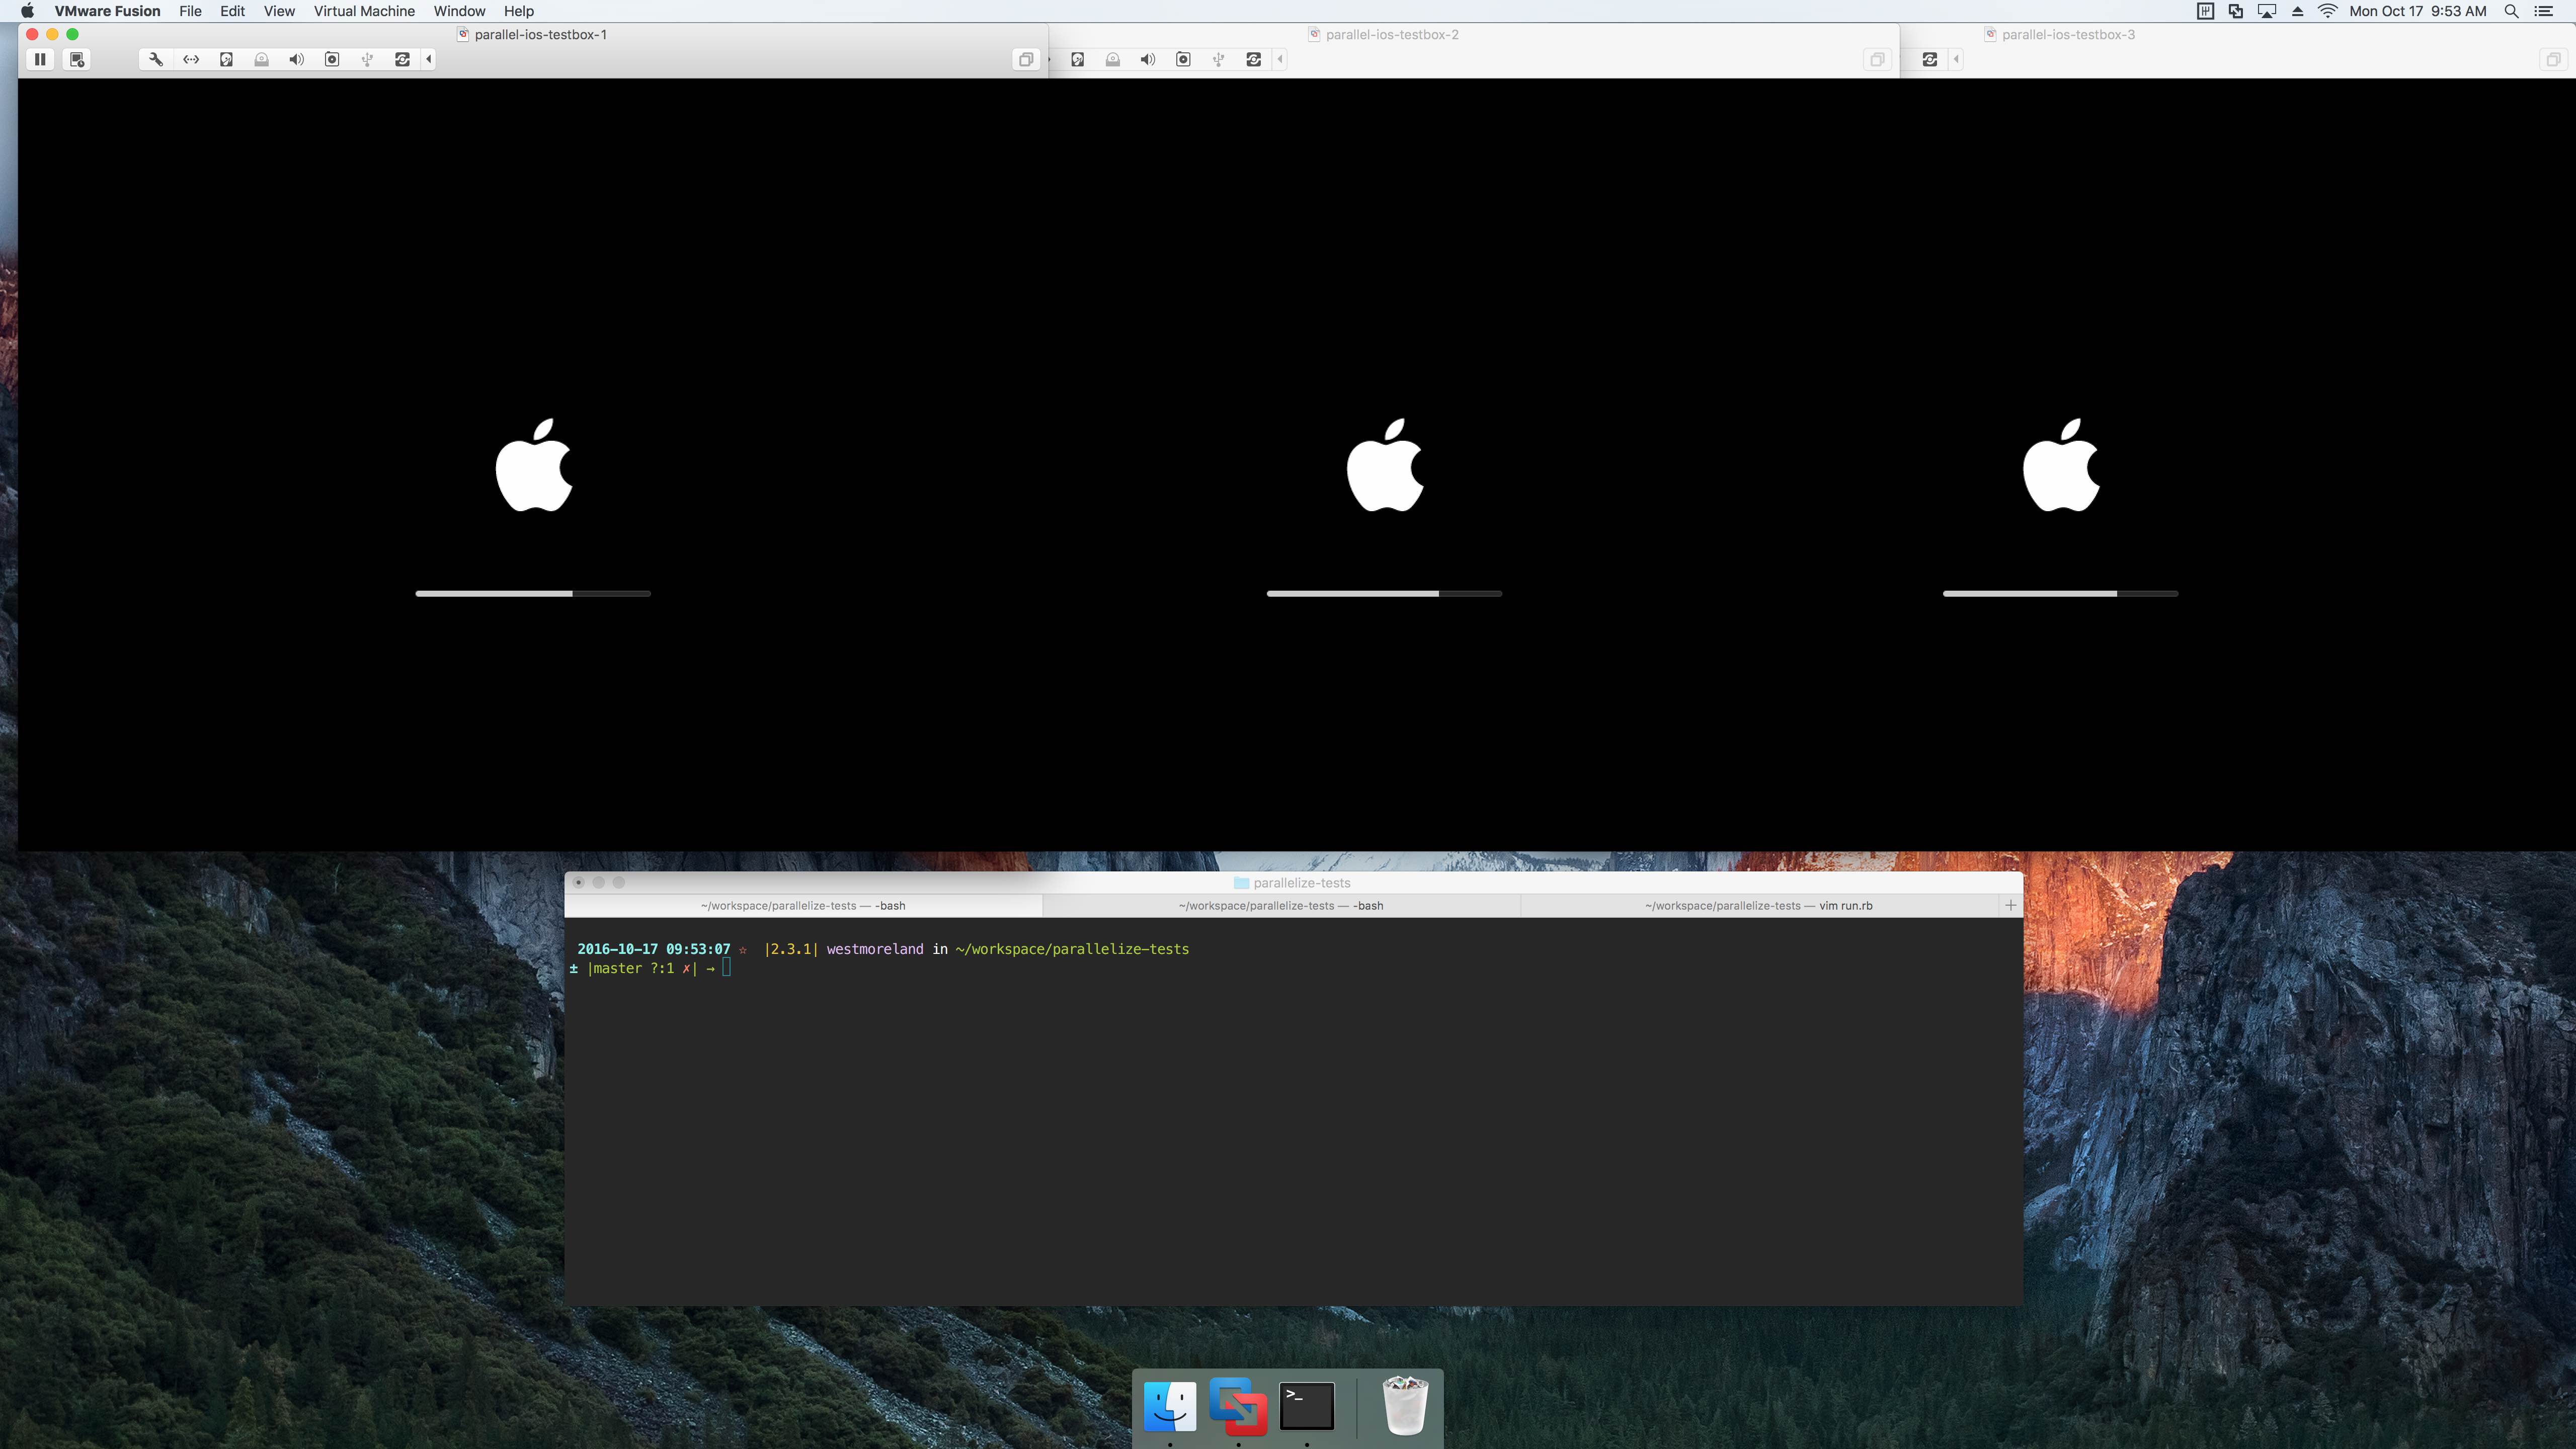 VMware Fusion File Edit View Virtual Machine Window Help Mon Oct 17 9:53 AM
parallel-ios-testbox-1 parallel-ios-testbox-2 parallel-ios-testbox-3
parallelize-tests
~/workspace/parallelize-tests — -bash ~/workspace/parallelize-tests — -bash ~/workspace/parallelize-tests — vim run.rb
2016-10-17 09:53:07 ☆ |2.3.1| westmoreland in ~/workspace/parallelize-tests
± |master ?:1 ✗| →
>_